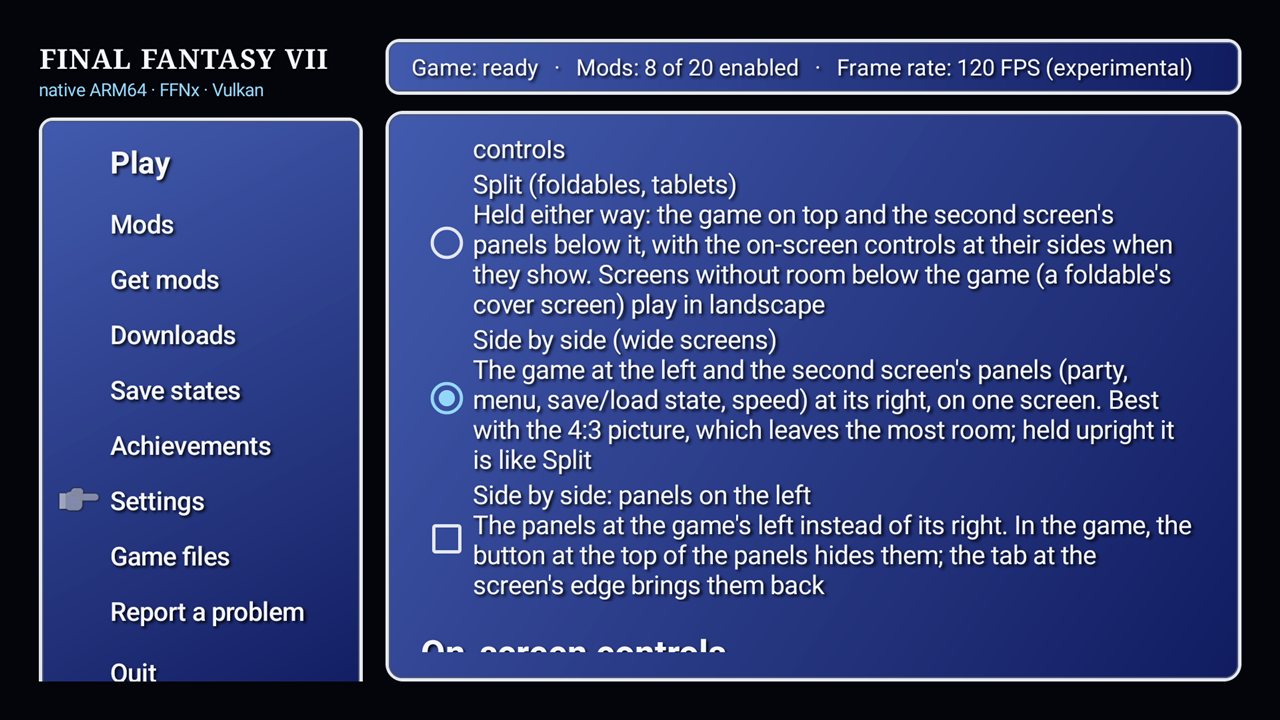 FINAL FANTASY VII
native ARM64 · FFNx · Vulkan
Game: ready · Mods: 8 of 20 enabled · Frame rate: 120 FPS (experimental)
Play
Mods
Get mods
Downloads
Save states
Achievements
Settings
Game files
Report a problem
Quit
controls
Split (foldables, tablets)
Held either way: the game on top and the second screen's
panels below it, with the on-screen controls at their sides when
they show. Screens without room below the game (a foldable's
cover screen) play in landscape
Side by side (wide screens)
The game at the left and the second screen's panels (party,
menu, save/load state, speed) at its right, on one screen. Best
with the 4:3 picture, which leaves the most room; held upright it
is like Split
Side by side: panels on the left
The panels at the game's left instead of its right. In the game, the
button at the top of the panels hides them; the tab at the
screen's edge brings them back
On-screen controls